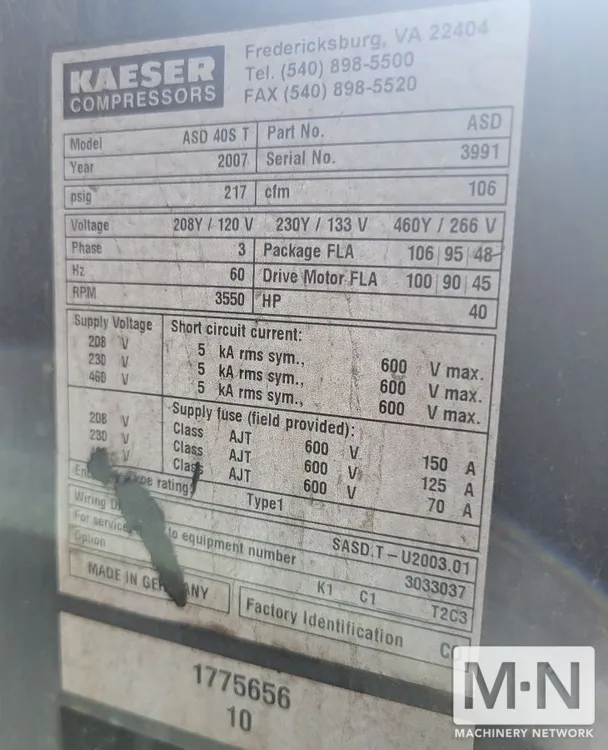 KAESER
COMPRESSORS
Fredericksburg, VA 22404
Tel. (540) 898-5500
FAX (540) 898-5520
Model ASD 40S T Part No. ASD
Year 2007 Serial No. 3991
psig 217 cfm 106
Voltage 208Y / 120 V 230Y / 133 V 460Y / 266 V
Phase 3 Package FLA 106 | 95 | 48
Hz 60 Drive Motor FLA 100 | 90 | 45
RPM 3550 HP 40
Supply Voltage Short circuit current:
208 V 5 kA rms sym., 600 V max.
230 V 5 kA rms sym., 600 V max.
460 V 5 kA rms sym., 600 V max.
Supply fuse (field provided):
208 V Class AJT 600 V 150 A
230 V Class AJT 600 V 125 A
V Class AJT 600 V 70 A
rating Type1
Wiring SASD.T - U2003.01
For service, to equipment number 3033037
Option K1 C1 T2C3
MADE IN GERMANY
Factory Identification
1775656
10
M·N
MACHINERY NETWORK